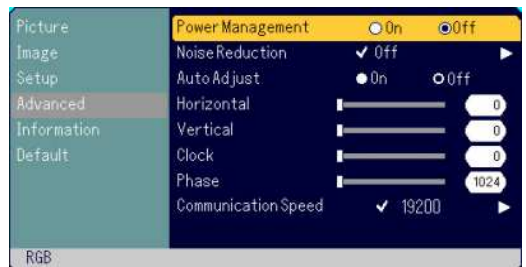 Picture
Image
Setup
Advanced
Information
Default
Power Management On Off
Noise Reduction Off
Auto Adjust On Off
Horizontal 0
Vertical 0
Clock 0
Phase 1024
Communication Speed 19200
RGB